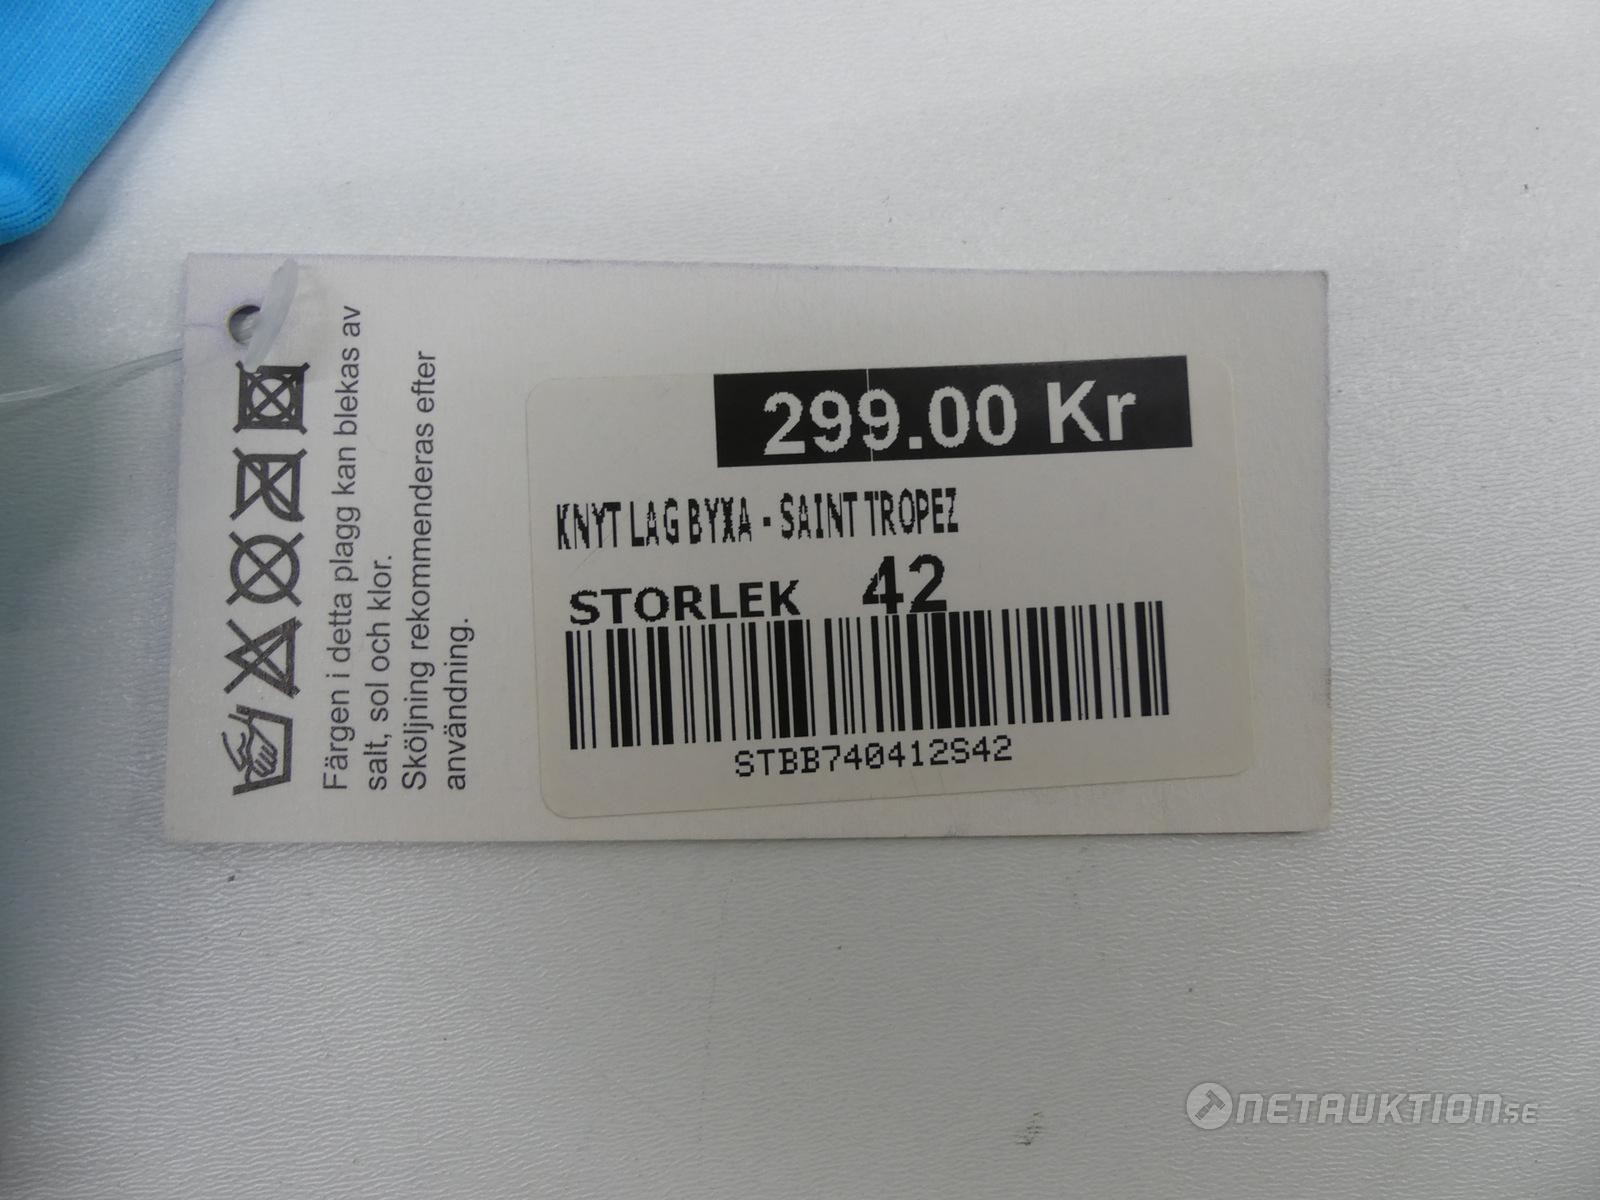 299.00 Kr
KNYT LAG BYXA - SAINT TROPEZ
STORLEK 42
STBB740412S42
Färgen i detta plagg kan blekas av
salt, sol och klor.
Sköljning rekommenderas efter
användning.
NETAUKTION.SE